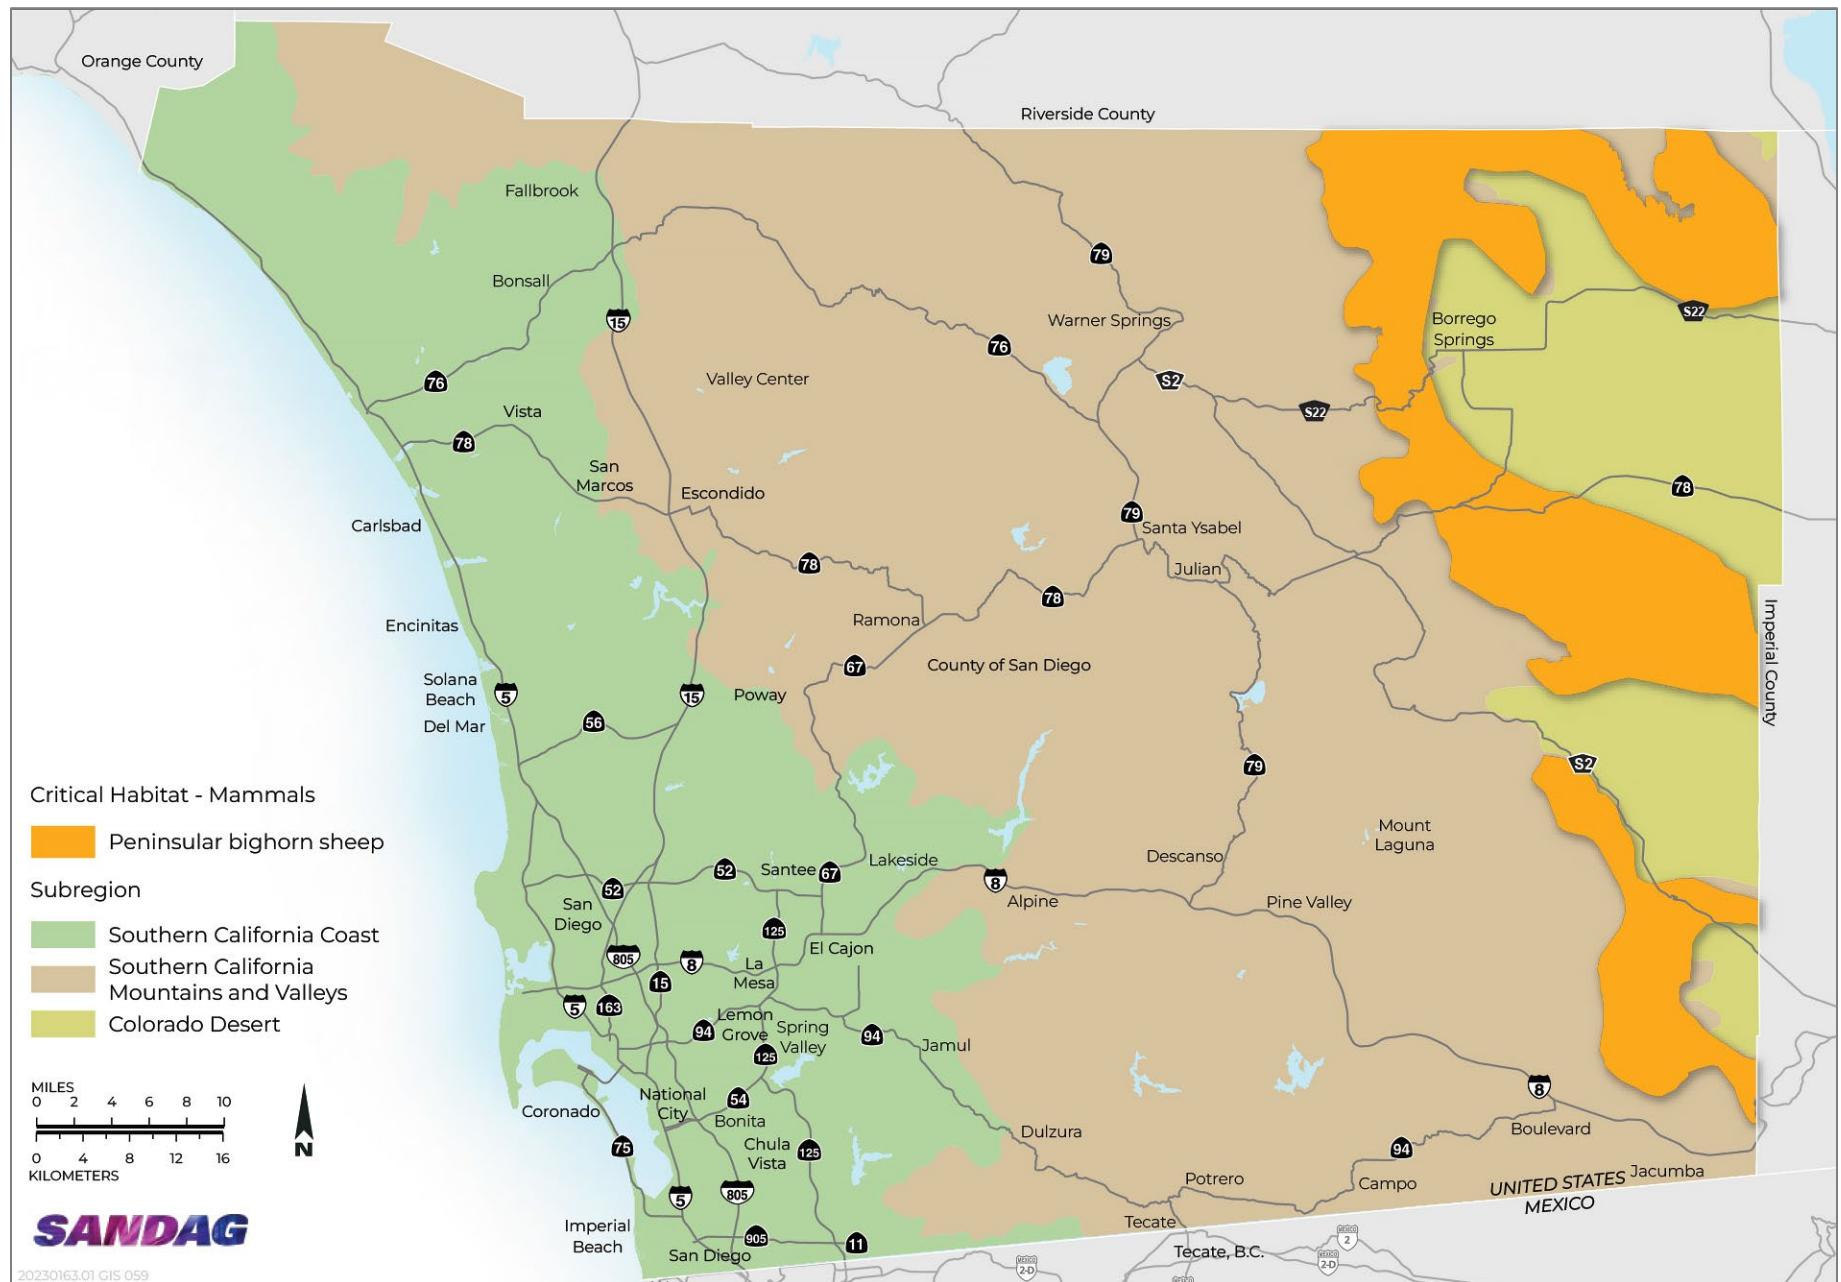 Orange County
Riverside County
Fallbrook
79
Bonsall
15
S22
Warner Springs
Borrego
Springs
76
Valley Center
S2
76
Vista
S22
78
San
Marcos
Escondido
78
79
Carlsbad
Santa Ysabel
78
Julian
78
Ramona
Encinitas
Imperial County
67
County of San Diego
Solana
Beach
5
15
Poway
56
Del Mar
79
S2
Critical Habitat - Mammals
Peninsular bighorn sheep
Mount
Laguna
Descanso
Lakeside
52
Santee
67
52
8
Subregion
Alpine
Pine Valley
San
Diego
Southern California Coast
125
El Cajon
805
8
La
Mesa
Southern California
Mountains and Valleys
15
5
163
Colorado Desert
Lemon
Grove
94
Spring
Valley
94
Jamul
125
MILES
0 2 4 6 8 10
0 4 8 12 16
KILOMETERS
N
8
National
City
54
Coronado
Bonita
Boulevard
Dulzura
75
Chula
Vista
125
94
Jacumba
Potrero
Campo
UNITED STATES
MEXICO
5
805
SANDAG
Imperial
Beach
Tecate
905
11
San Diego
Tecate, B.C.
MEXICO
2
MEXICO
2-D
MEXICO
2-D
20230163.01 GIS 059